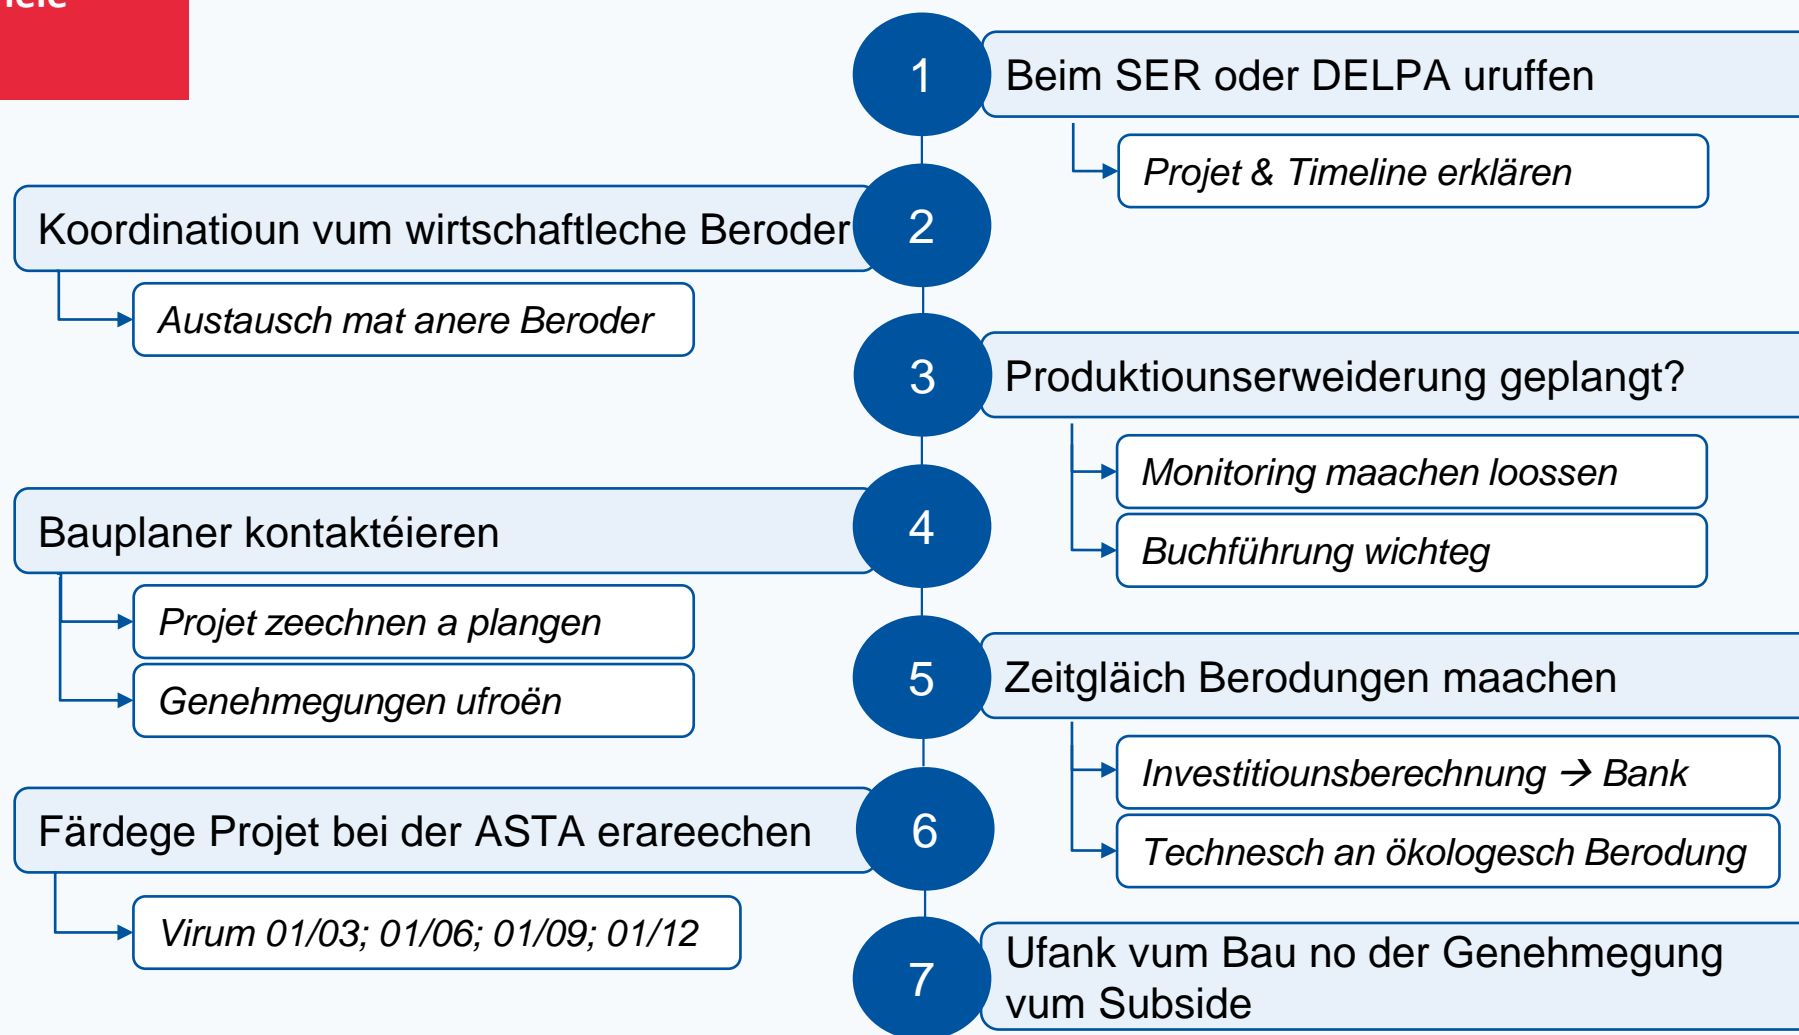 1
Beim SER oder DELPA uruffen
Projet & Timeline erklären
2
Koordinatioun vum wirtschaftleche Beroder
Austausch mat anere Beroder
3
Produktiounserweiderung geplangt?
Monitoring maachen loossen
Buchführung wichteg
4
Bauplaner kontaktéieren
Projet zeechnen a plangen
Genehmegungen ufroën
5
Zeitgläich Berodungen maachen
Investitiounsberechnung → Bank
Technesch an ökologesch Berodung
6
Färdege Projet bei der ASTA erareechen
Virum 01/03; 01/06; 01/09; 01/12
7
Ufank vum Bau no der Genehmegung
vum Subside